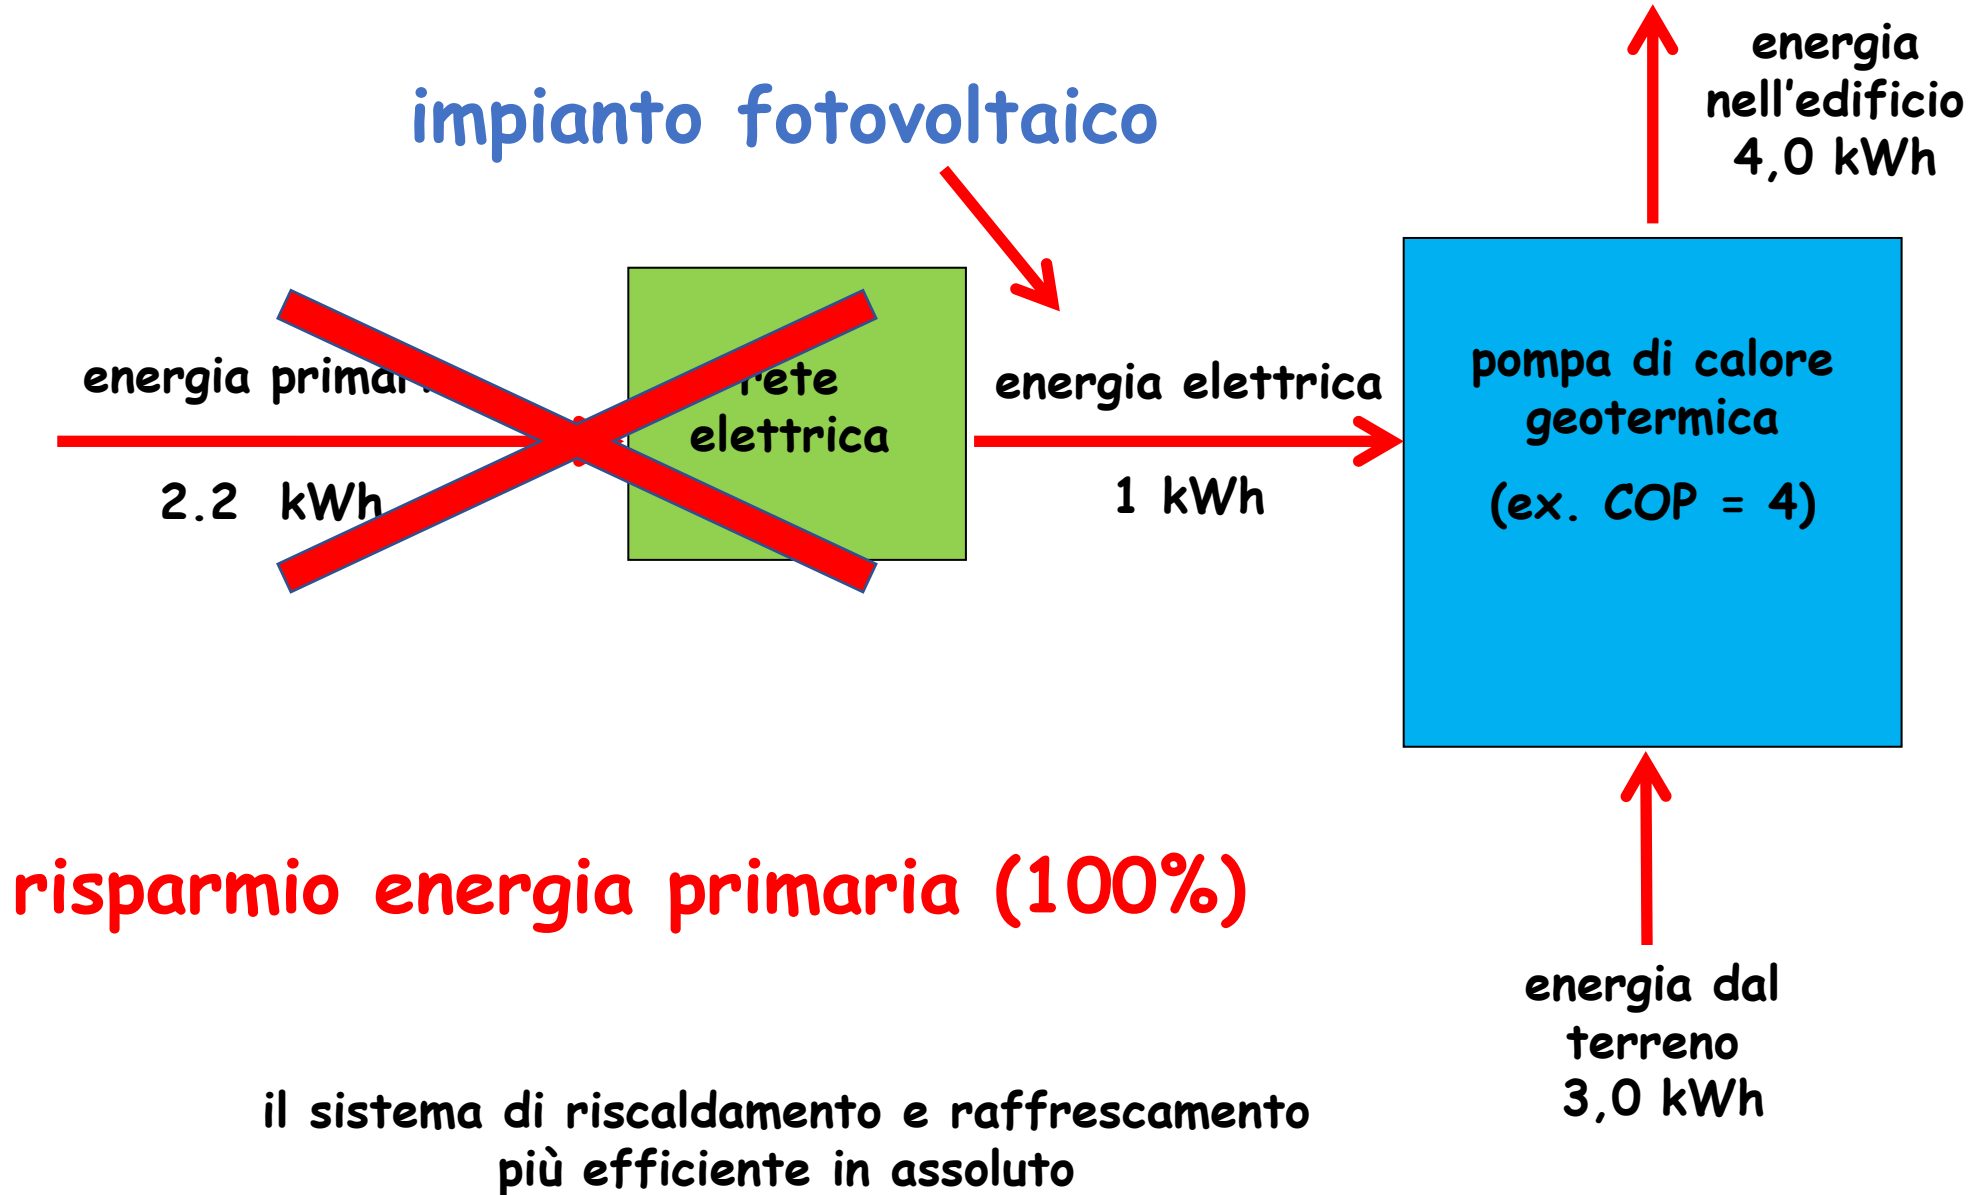 energia
nell'edificio
4,0 kWh
impianto fotovoltaico
energia
2.2 kWh
rete
elettrica
energia elettrica
1 kWh
pompa di calore
geotermica
(ex. COP = 4)
risparmio energia primaria (100%)
energia dal
terreno
3,0 kWh
il sistema di riscaldamento e raffrescamento
più efficiente in assoluto